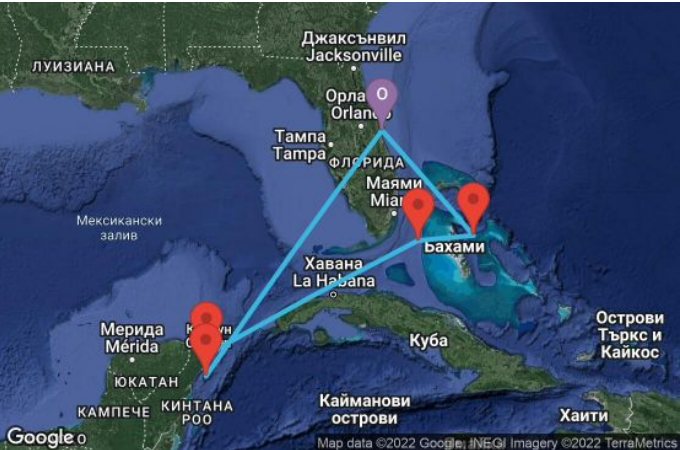 Джаксънвил
Jacksonville
ЛУИЗИАНА
Орла
O
Orlando
Тампа
Tampa
ФЛОРИДА
Маями
Miar
Мексикански
залив
Бахами
Хавана
La Habana
Мерида
Mérida
Куба
Острови
Търкс и
Кайкос
ЮКАТАН
КАМПЕЧЕ
КИНТАНА
РОО
Кайманови
острови
Хаити
Google
Map data ©2022 Google, INEGI Imagery ©2022 TerraMetrics